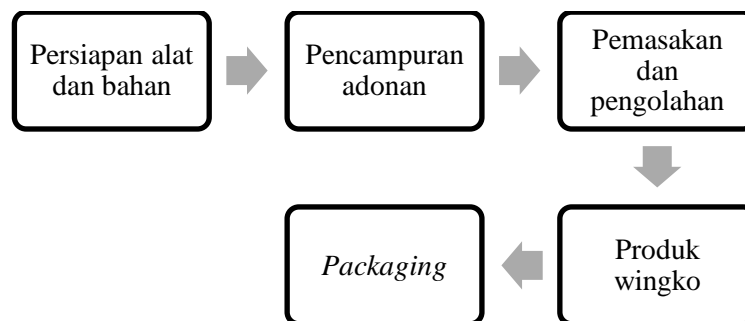 Persiapan alat
dan bahan
Pencampuran
adonan
Pemasakan
dan
pengolahan
Produk
wingko
Packaging